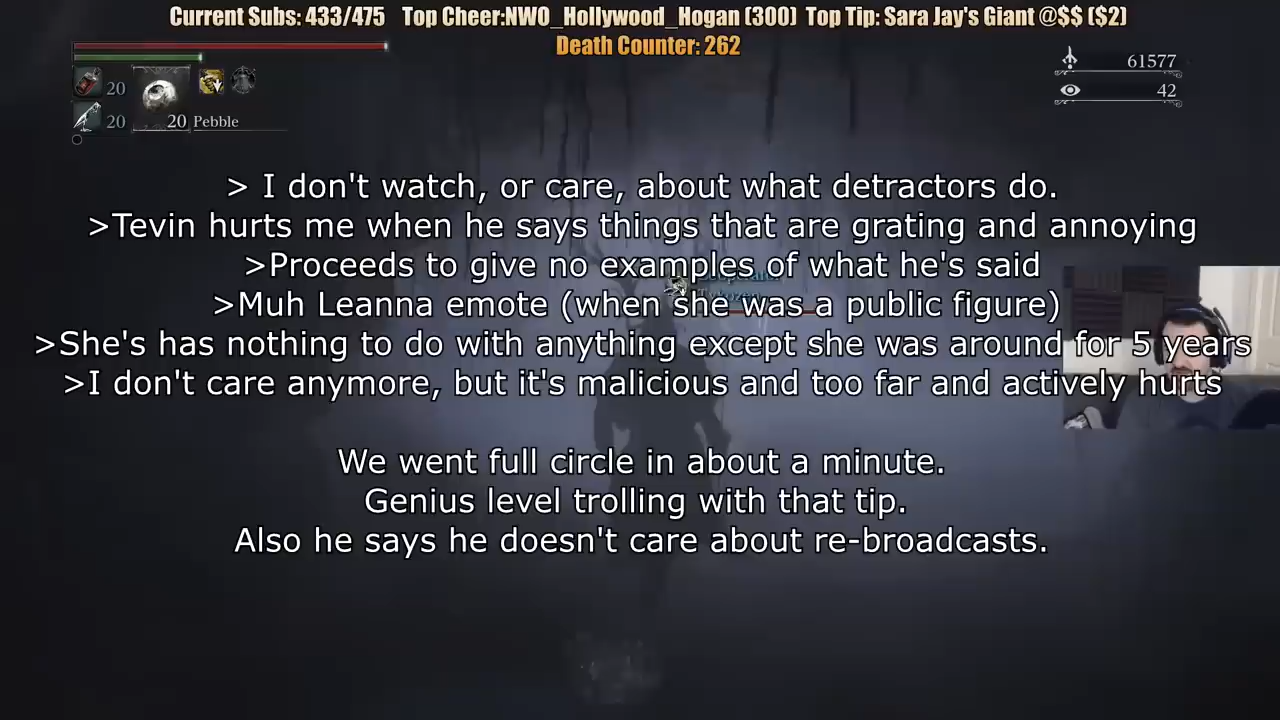 Current Subs: 433/475 Top Cheer:NWO_Hollywood_Hogan (300) Top Tip: Sara Jay's Giant @$$ ($2)
Death Counter: 262
61577
20
42
20
20 Pebble
> I don't watch, or care, about what detractors do.
>Tevin hurts me when he says things that are grating and annoying
>Proceeds to give no examples of what he's said
>Muh Leanna emote (when she was a public figure)
>She's has nothing to do with anything except she was around for 5 years
>I don't care anymore, but it's malicious and too far and actively hurts
We went full circle in about a minute.
Genius level trolling with that tip.
Also he says he doesn't care about re-broadcasts.